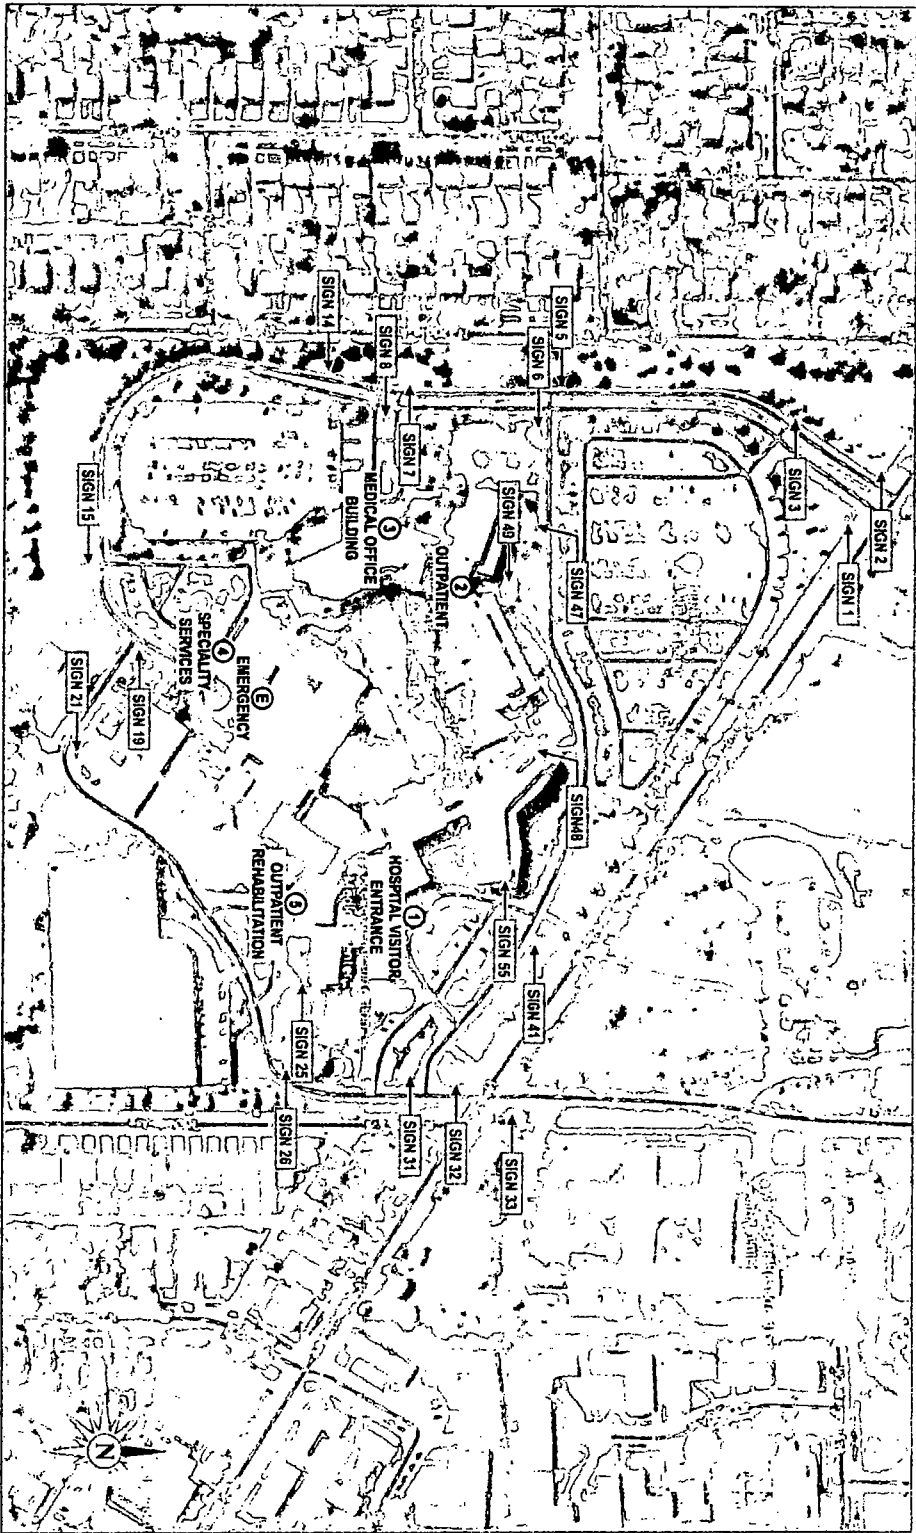 SIGN 2
SIGN 1
SIGN 3
SIGN 5
SIGN 6
SIGN 47
SIGN48
SIGN 49
SIGN 41
SIGN 55
SIGN 33
SIGN 32
SIGN 31
SIGN 7
SIGN 8
SIGN 14
2
OUTPATIENT
1
HOSPITAL VISITOR
ENTRANCE
3
MEDICAL OFFICE
BUILDING
5
OUTPATIENT
REHABILITATION
SIGN 25
SIGN 26
E
EMERGENCY
4
SPECIALITY
SERVICES
SIGN 19
SIGN 15
SIGN 21
N